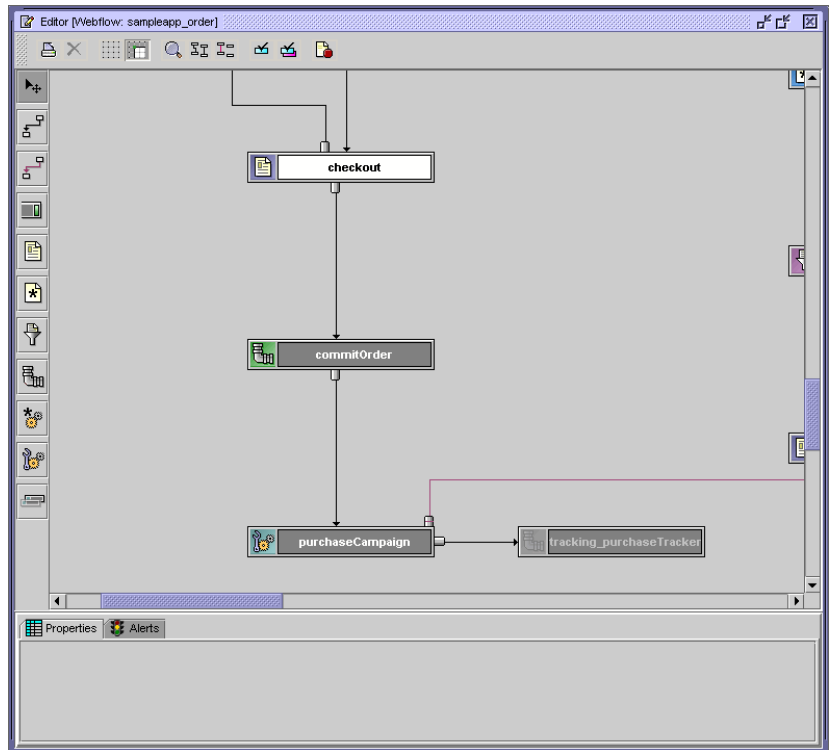 Editor [Webflow: sampleapp_order]
checkout
commitOrder
purchaseCampaign
tracking_purchaseTracker
Properties
Alerts